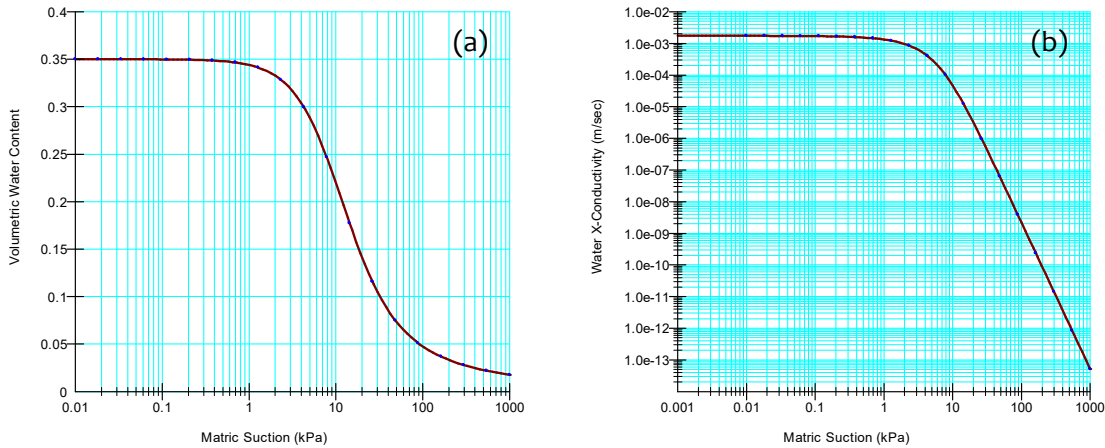 (a)
Volumetric Water Content
0.4
0.35
0.3
0.25
0.2
0.15
0.1
0.05
0
0.01 0.1 1 10 100 1000
Matric Suction (kPa)
(b)
Water X-Conductivity (m/sec)
1.0e-02
1.0e-03
1.0e-04
1.0e-05
1.0e-06
1.0e-07
1.0e-08
1.0e-09
1.0e-10
1.0e-11
1.0e-12
1.0e-13
0.001 0.01 0.1 1 10 100 1000
Matric Suction (kPa)